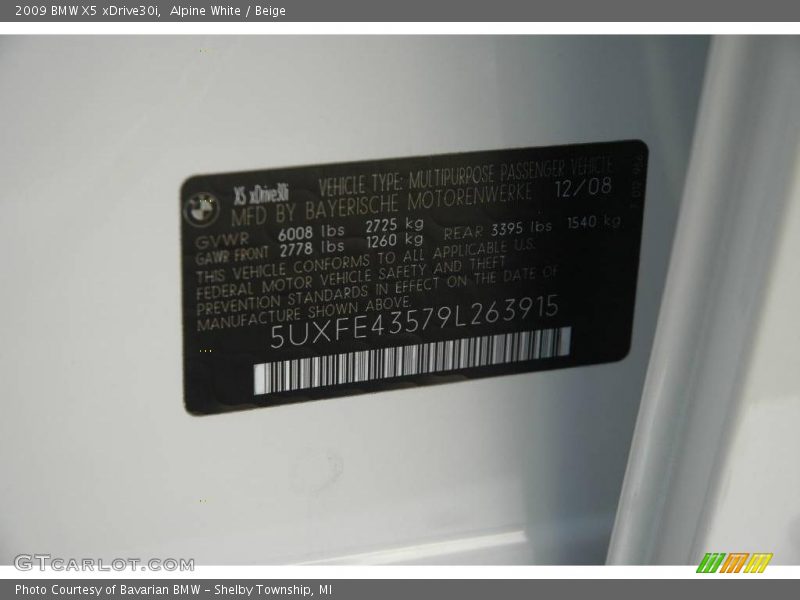 2009 BMW X5 xDrive30i, Alpine White / Beige
X5 xDrive30i VEHICLE TYPE: MULTIPURPOSE PASSENGER VEHICLE
MFD BY BAYERISCHE MOTORENWERKE 12/08
GVWR 6008 lbs 2725 kg
GAWR FRONT 2778 lbs 1260 kg REAR 3395 lbs 1540 kg
THIS VEHICLE CONFORMS TO ALL APPLICABLE U.S.
FEDERAL MOTOR VEHICLE SAFETY AND THEFT
PREVENTION STANDARDS IN EFFECT ON THE DATE OF
MANUFACTURE SHOWN ABOVE.
5UXFE43579L263915
GTCARLOT.COM
Photo Courtesy of Bavarian BMW – Shelby Township, MI